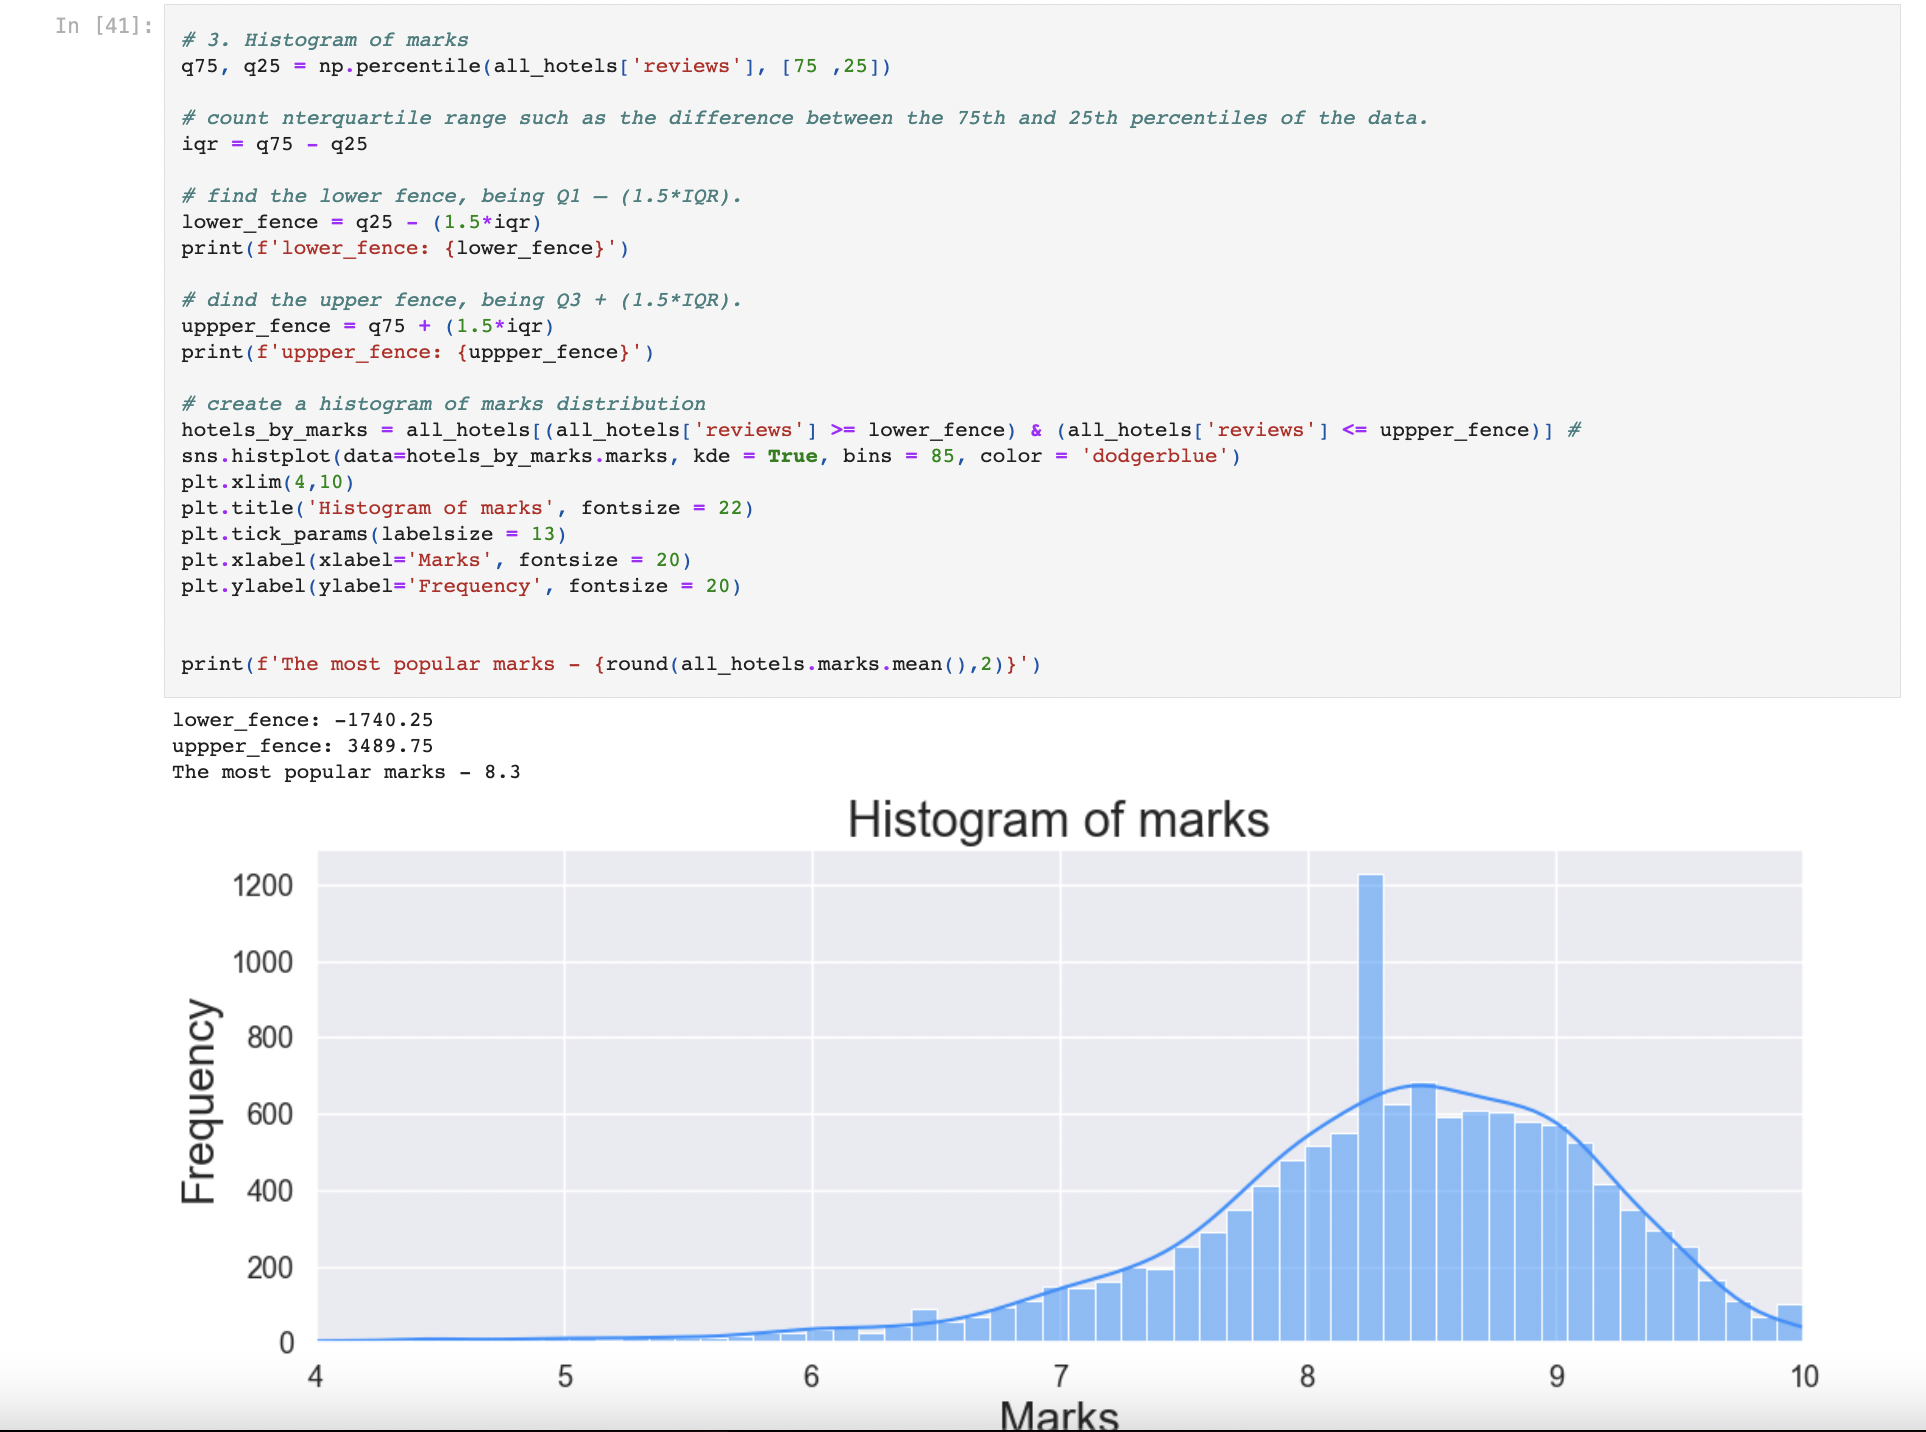 In [41]:
# 3. Histogram of marks
q75, q25 = np.percentile(all_hotels['reviews'], [75 ,25])
# count nterquartile range such as the difference between the 75th and 25th percentiles of the data.
iqr = q75 - q25
# find the lower fence, being Q1 – (1.5*IQR).
lower_fence = q25 - (1.5*iqr)
print(f'lower_fence: {lower_fence}')
# dind the upper fence, being Q3 + (1.5*IQR).
uppper_fence = q75 + (1.5*iqr)
print(f'uppper_fence: {uppper_fence}')
# create a histogram of marks distribution
hotels_by_marks = all_hotels[(all_hotels['reviews'] >= lower_fence) & (all_hotels['reviews'] <= uppper_fence)] #
sns.histplot(data=hotels_by_marks.marks, kde = True, bins = 85, color = 'dodgerblue')
plt.xlim(4,10)
plt.title('Histogram of marks', fontsize = 22)
plt.tick_params(labelsize = 13)
plt.xlabel(xlabel='Marks', fontsize = 20)
plt.ylabel(ylabel='Frequency', fontsize = 20)
print(f'The most popular marks - {round(all_hotels.marks.mean(),2)}')
lower_fence: -1740.25
uppper_fence: 3489.75
The most popular marks - 8.3
Histogram of marks
Frequency
1200
1000
800
600
400
200
0
4 5 6 7 8 9 10
Marks